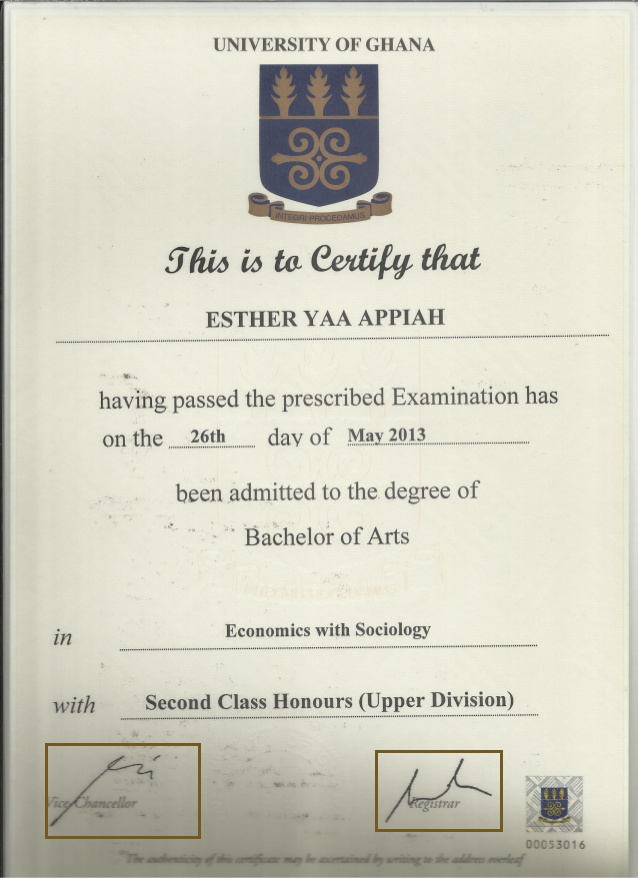 UNIVERSITY OF GHANA
INTEGRI PROCEDAMUS
This is to Certify that
ESTHER YAA APPIAH
having passed the prescribed Examination has
on the 26th day of May 2013
been admitted to the degree of
Bachelor of Arts
in Economics with Sociology
with Second Class Honours (Upper Division)
Vice-Chancellor Registrar
00053016
The authenticity of this certificate may be ascertained by writing to the address overleaf